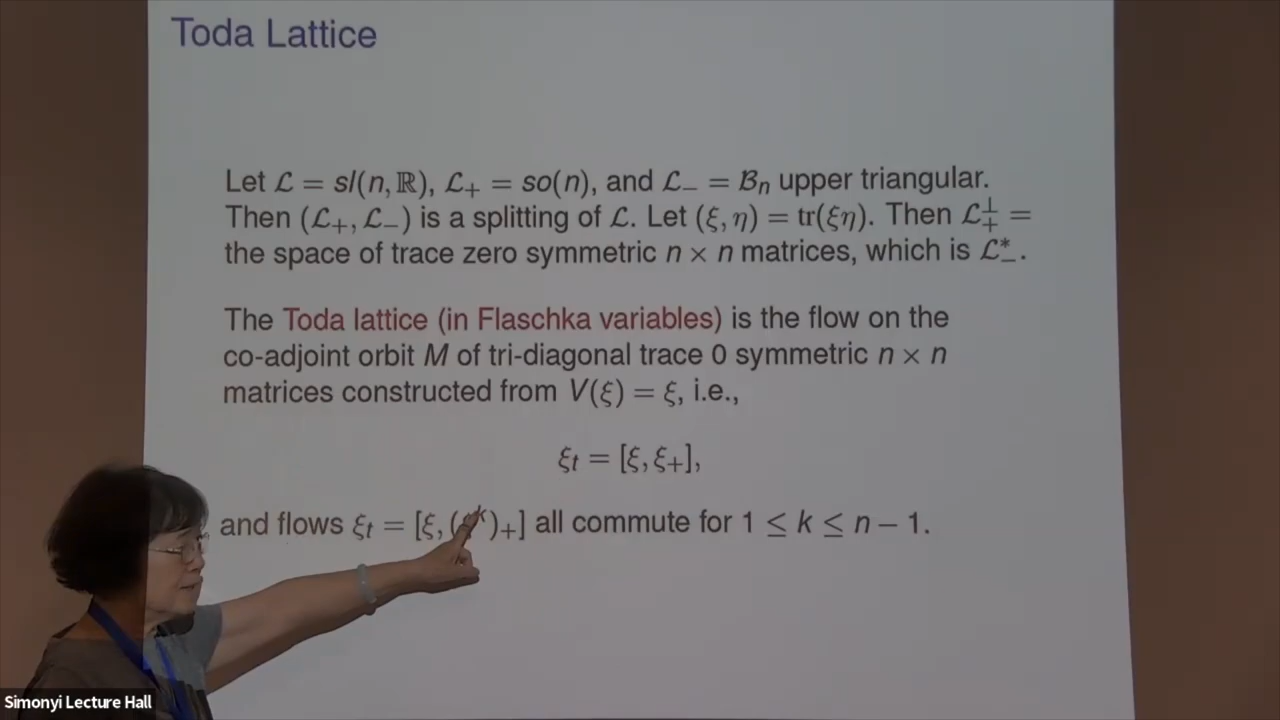 Toda Lattice
Let ℒ = sl(n, ℝ), ℒ₊ = so(n), and ℒ₋ = ℬₙ upper triangular.
Then (ℒ₊, ℒ₋) is a splitting of ℒ. Let (ξ, η) = tr(ξη). Then ℒ₊^⊥ =
the space of trace zero symmetric n × n matrices, which is ℒ₋^*.
The Toda lattice (in Flaschka variables) is the flow on the
co-adjoint orbit M of tri-diagonal trace 0 symmetric n × n
matrices constructed from V(ξ) = ξ, i.e.,
ξₜ = [ξ, ξ₊],
and flows ξₜ = [ξ, ( ᵏ)₊] all commute for 1 ≤ k ≤ n − 1.
Simonyi Lecture Hall